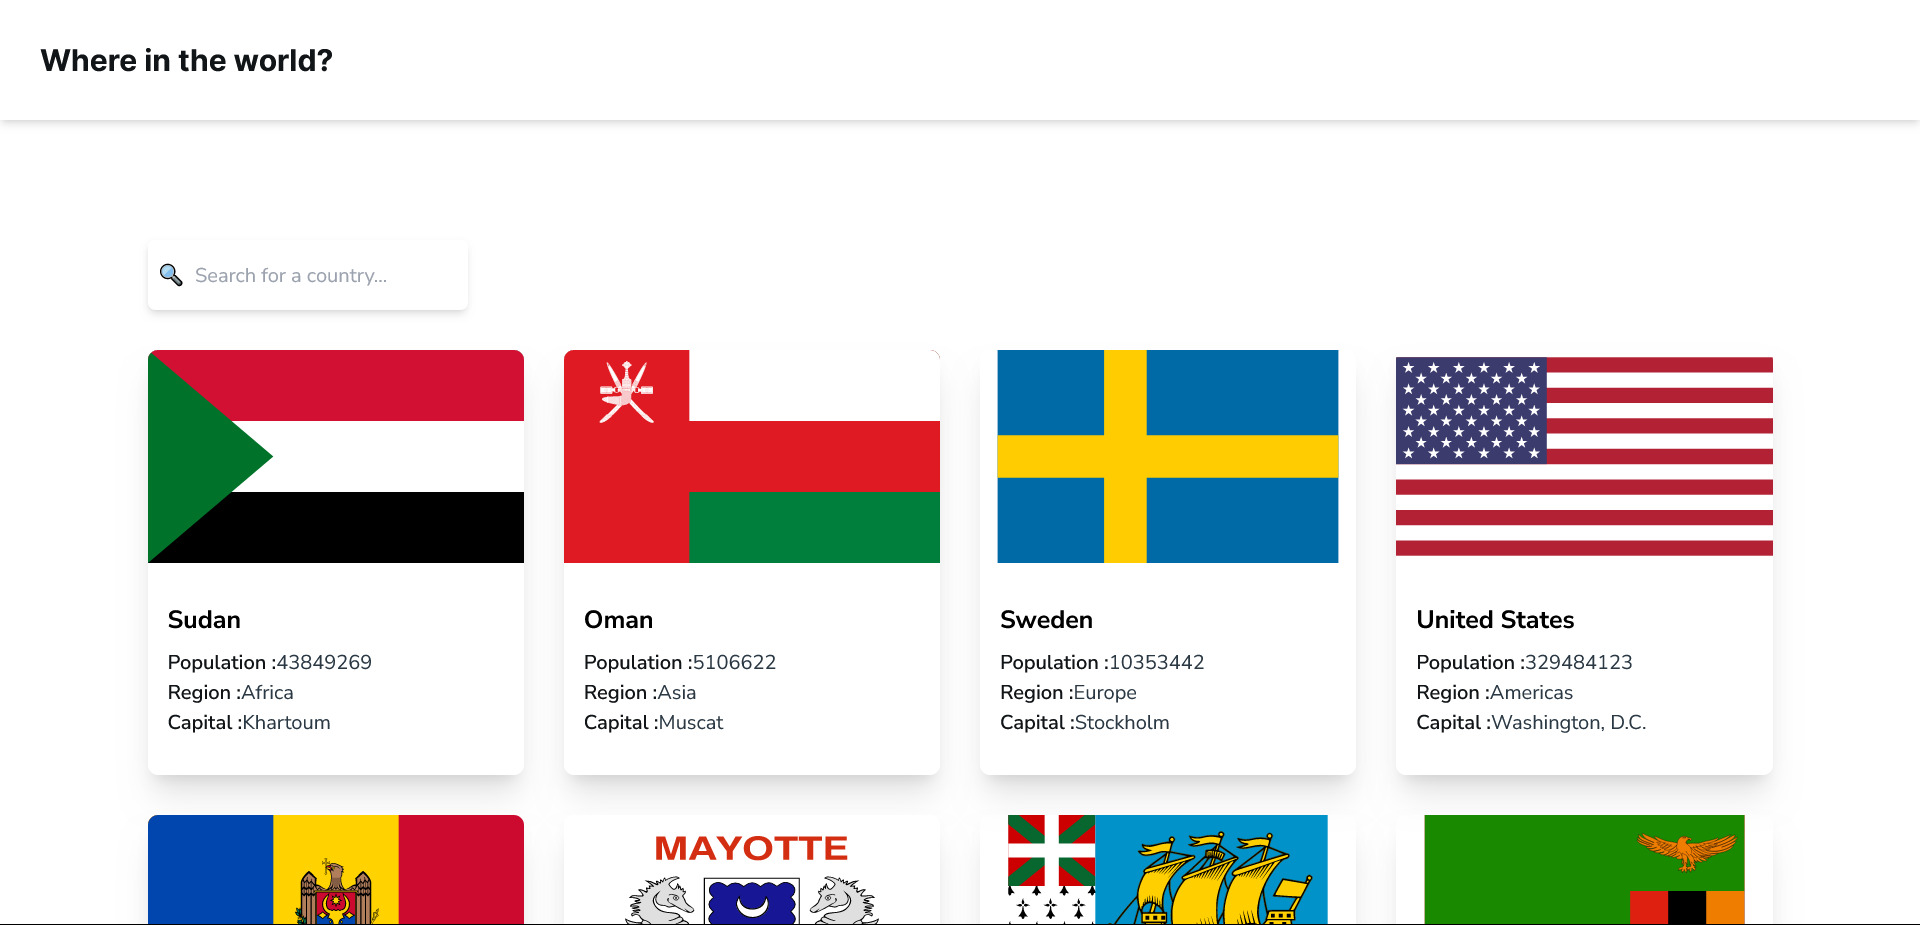 Where in the world?
Search for a country...
Sudan
Population :43849269
Region :Africa
Capital :Khartoum
Oman
Population :5106622
Region :Asia
Capital :Muscat
Sweden
Population :10353442
Region :Europe
Capital :Stockholm
United States
Population :329484123
Region :Americas
Capital :Washington, D.C.
MAYOTTE